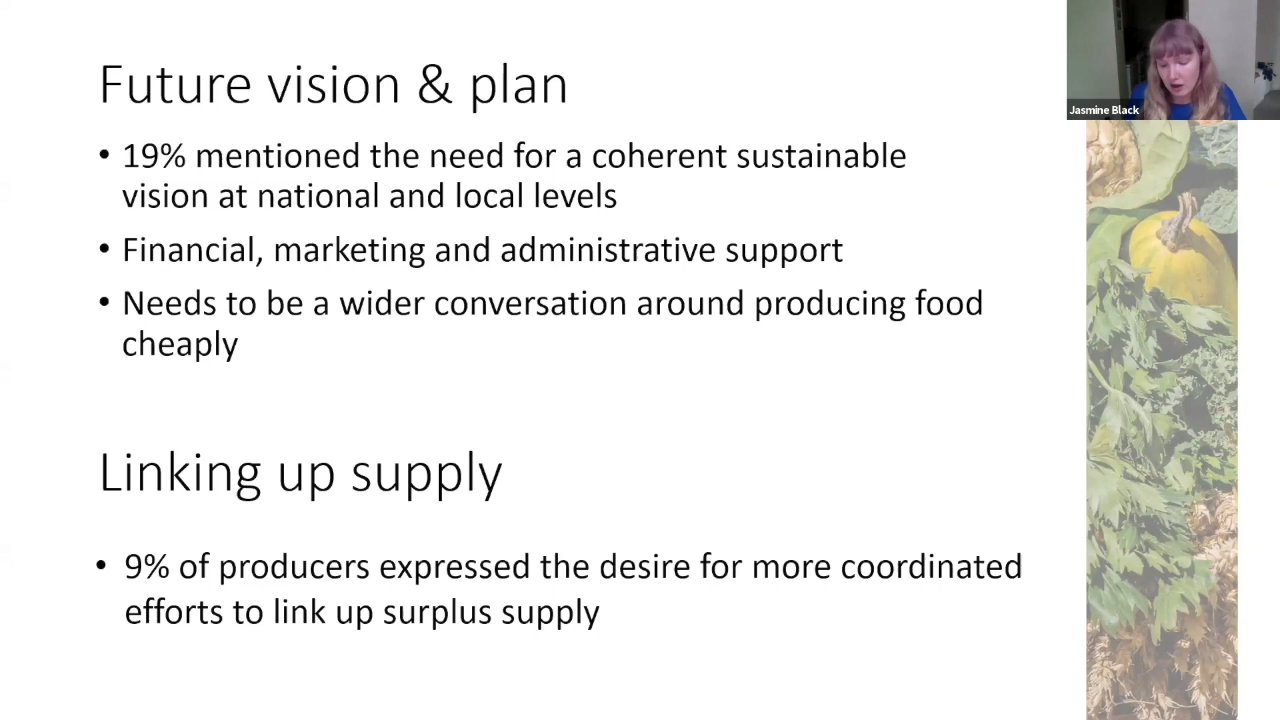 Future vision & plan
• 19% mentioned the need for a coherent sustainable
vision at national and local levels
• Financial, marketing and administrative support
• Needs to be a wider conversation around producing food
cheaply
Linking up supply
• 9% of producers expressed the desire for more coordinated
efforts to link up surplus supply
Jasmine Black